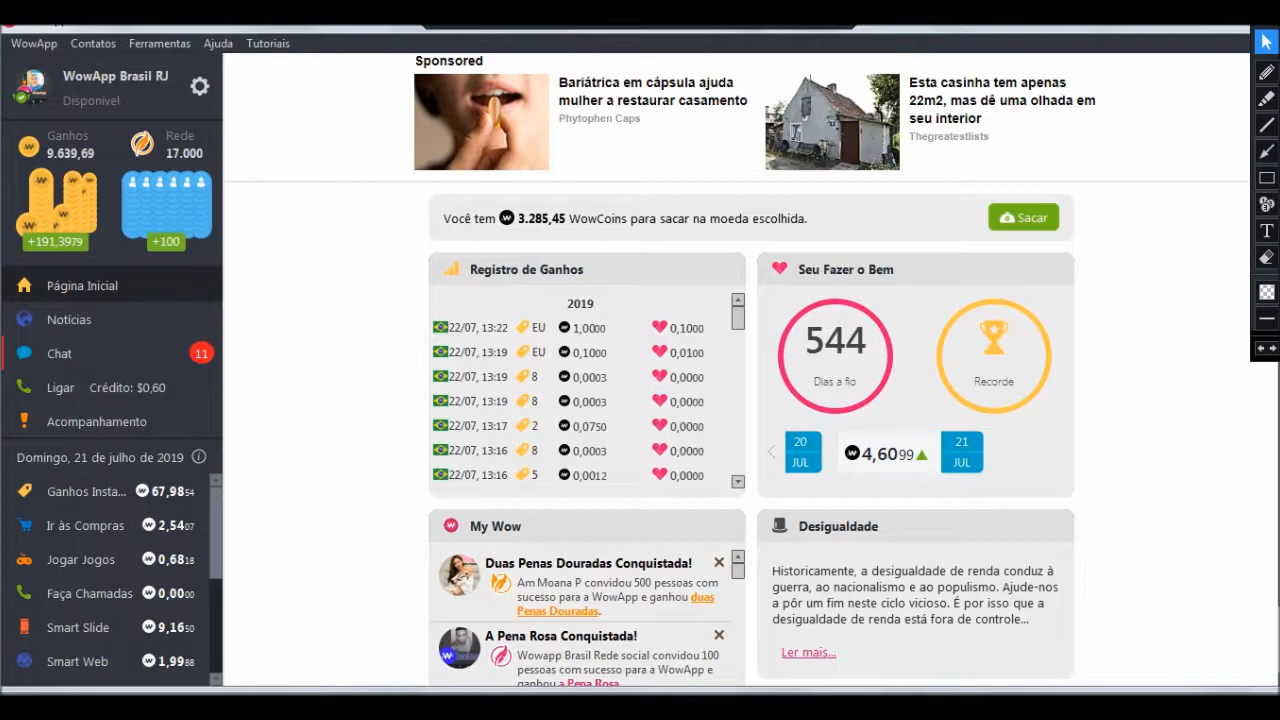 WowApp Contatos Ferramentas Ajuda Tutoriais
WowApp Brasil RJ
Disponível
Ganhos
9.639,69
Rede
17.000
+191,3979
+100
Página Inicial
Notícias
Chat 11
Ligar Crédito: $0,60
Acompanhamento
Domingo, 21 de julho de 2019
Ganhos Insta... 67,9854
Ir às Compras 2,5407
Jogar Jogos 0,6818
Faça Chamadas 0,0000
Smart Slide 9,1650
Smart Web 1,9988
Sponsored
Bariátrica em cápsula ajuda
mulher a restaurar casamento
Phytophen Caps
Esta casinha tem apenas
22m2, mas dê uma olhada em
seu interior
Thegreatestlists
Você tem 3.285,45 WowCoins para sacar na moeda escolhida.
Sacar
Registro de Ganhos
2019
22/07, 13:22 EU 1,0000 0,1000
22/07, 13:19 EU 0,1000 0,0100
22/07, 13:19 8 0,0003 0,0000
22/07, 13:19 8 0,0003 0,0000
22/07, 13:17 2 0,0750 0,0000
22/07, 13:16 8 0,0003 0,0000
22/07, 13:16 5 0,0012 0,0000
Seu Fazer o Bem
544
Dias a fio
Recorde
20
JUL
4,6099
21
JUL
My Wow
Duas Penas Douradas Conquistada!
Am Moana P convidou 500 pessoas com
sucesso para a WowApp e ganhou duas
Penas Douradas.
A Pena Rosa Conquistada!
Wowapp Brasil Rede social convidou 100
pessoas com sucesso para a WowApp e
ganhou a Pena Rosa.
Desigualdade
Historicamente, a desigualdade de renda conduz à
guerra, ao nacionalismo e ao populismo. Ajude-nos
a pôr um fim neste ciclo vicioso. É por isso que a
desigualdade de renda está fora de controle...
Ler mais...